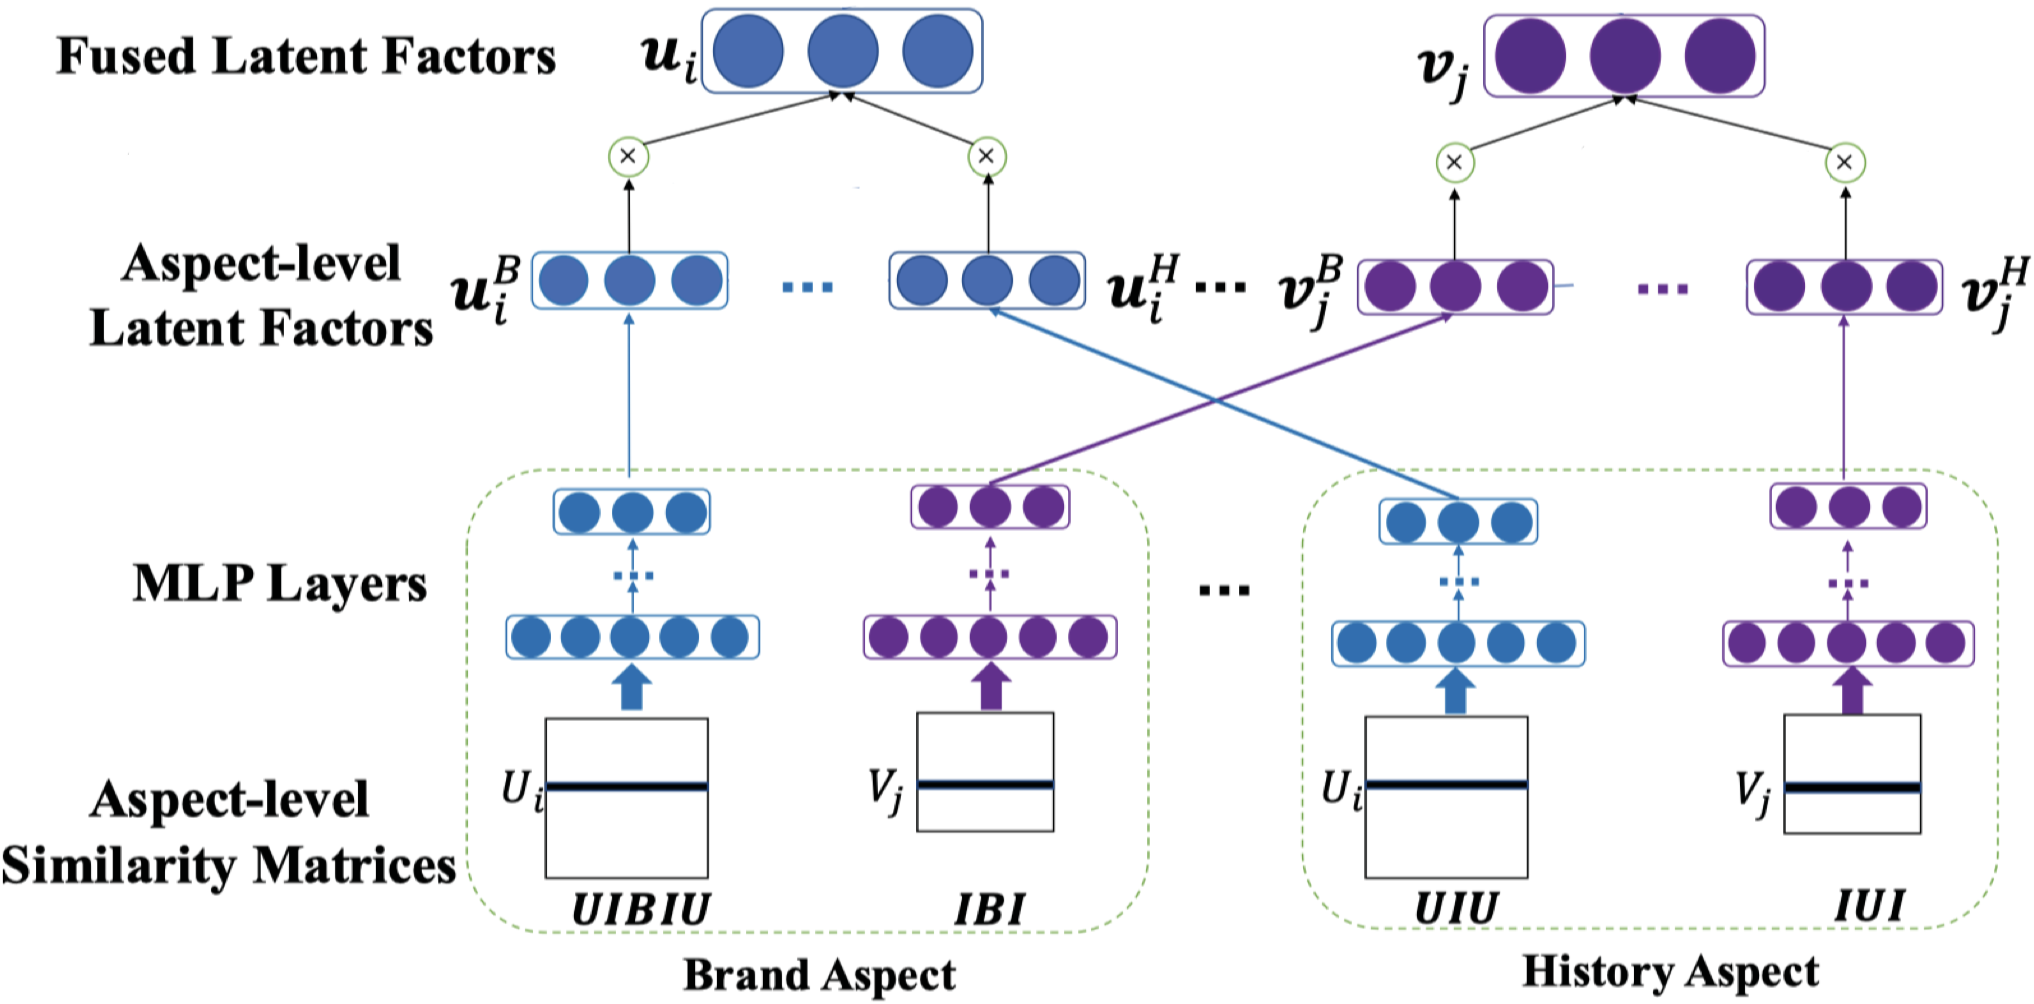 Fused Latent Factors
u_i
v_j
× × × ×
Aspect-level
Latent Factors
u_i^B ... u_i^H ... v_j^B ... v_j^H
MLP Layers
...
Aspect-level
Similarity Matrices
U_i
V_j
U_i
V_j
UIBIU
IBI
UIU
IUI
Brand Aspect
History Aspect